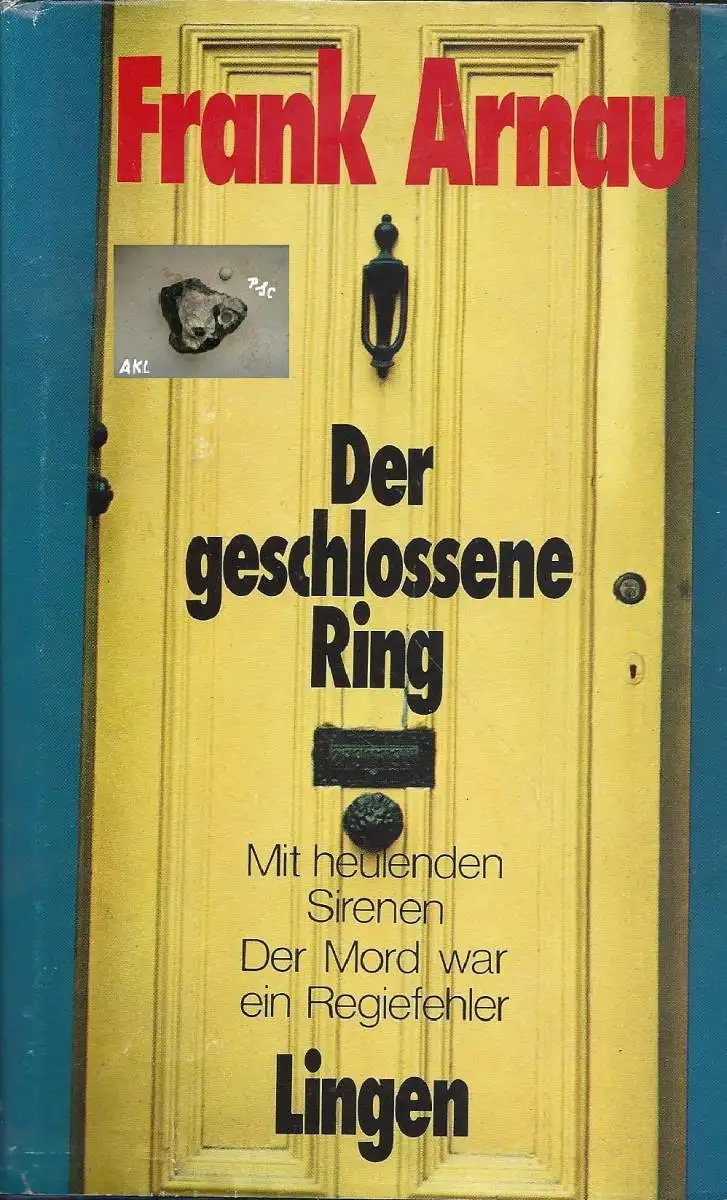 Frank Arnau
AKL
Der
geschlossene
Ring
Mit heulenden
Sirenen
Der Mord war
ein Regiefehler
Lingen